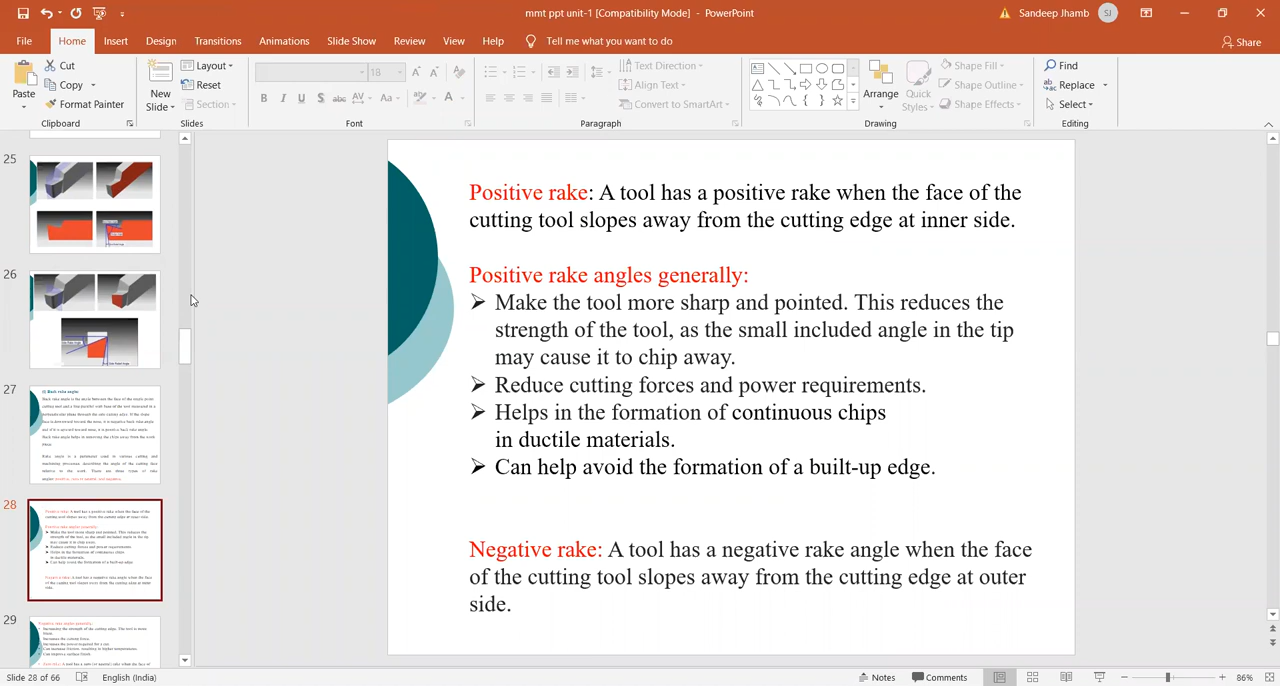 mmt ppt unit-1 [Compatibility Mode] - PowerPoint
Sandeep Jhamb
SJ
File
Home
Insert
Design
Transitions
Animations
Slide Show
Review
View
Help
Tell me what you want to do
Share
Paste
Cut
Copy
Format Painter
Clipboard
New
Slide
Layout
Reset
Section
Slides
18
Font
Text Direction
Align Text
Convert to SmartArt
Paragraph
Arrange
Quick
Styles
Shape Fill
Shape Outline
Shape Effects
Drawing
Find
Replace
Select
Editing
25
26
27
28
29
Positive rake: A tool has a positive rake when the face of the
cutting tool slopes away from the cutting edge at inner side.
Positive rake angles generally:
Make the tool more sharp and pointed. This reduces the
strength of the tool, as the small included angle in the tip
may cause it to chip away.
Reduce cutting forces and power requirements.
Helps in the formation of continuous chips
in ductile materials.
Can help avoid the formation of a built-up edge.
Negative rake: A tool has a negative rake angle when the face
of the cutting tool slopes away from the cutting edge at outer
side.
Slide 28 of 66
English (India)
Notes
Comments
86%